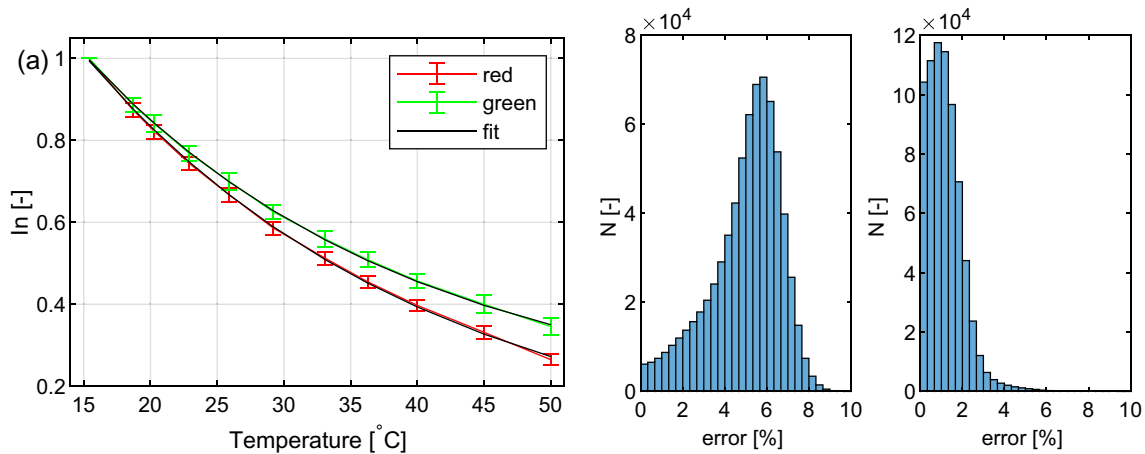 (a)
In [-]
1
0.8
0.6
0.4
0.2
15 20 25 30 35 40 45 50
Temperature [°C]
red
green
fit
×10⁴
N [-]
8
6
4
2
0
0 2 4 6 8 10
error [%]
×10⁴
N [-]
12
10
8
6
4
2
0
0 2 4 6 8 10
error [%]